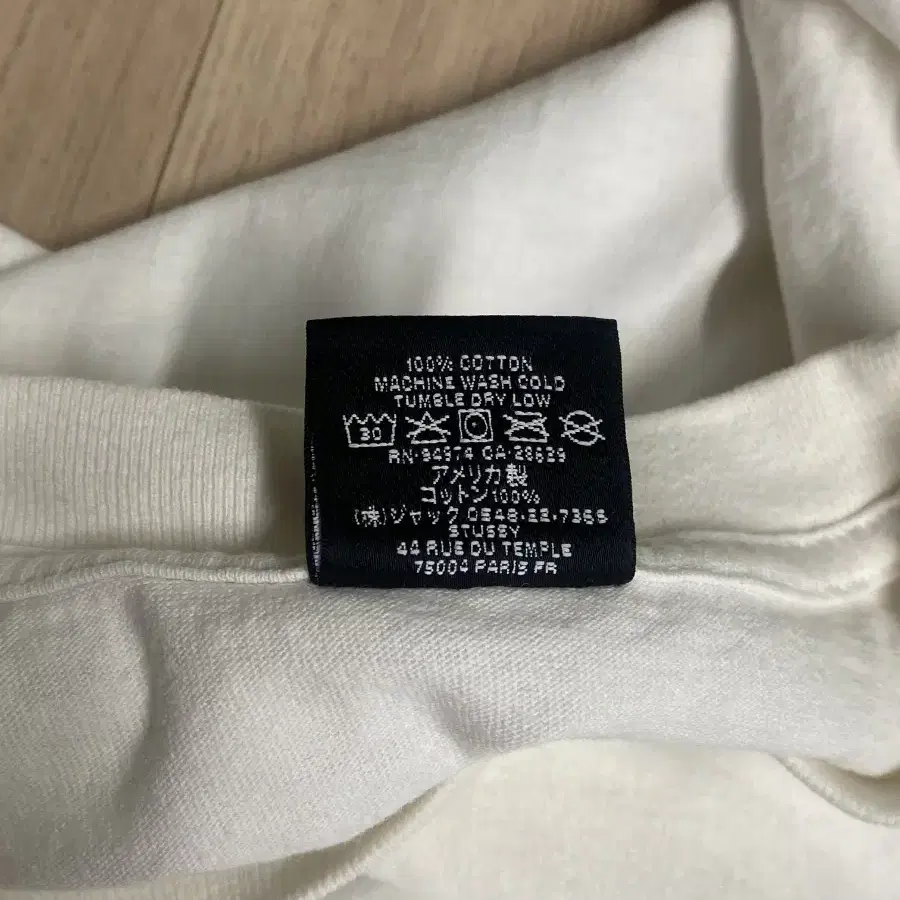 100% COTTON
MACHINE WASH COLD
TUMBLE DRY LOW
30
RN·94974 CA·28629
アメリカ製
コットン100%
(株)ジャック 0548-22-7366
STUSSY
44 RUE DU TEMPLE
75004 PARIS FR